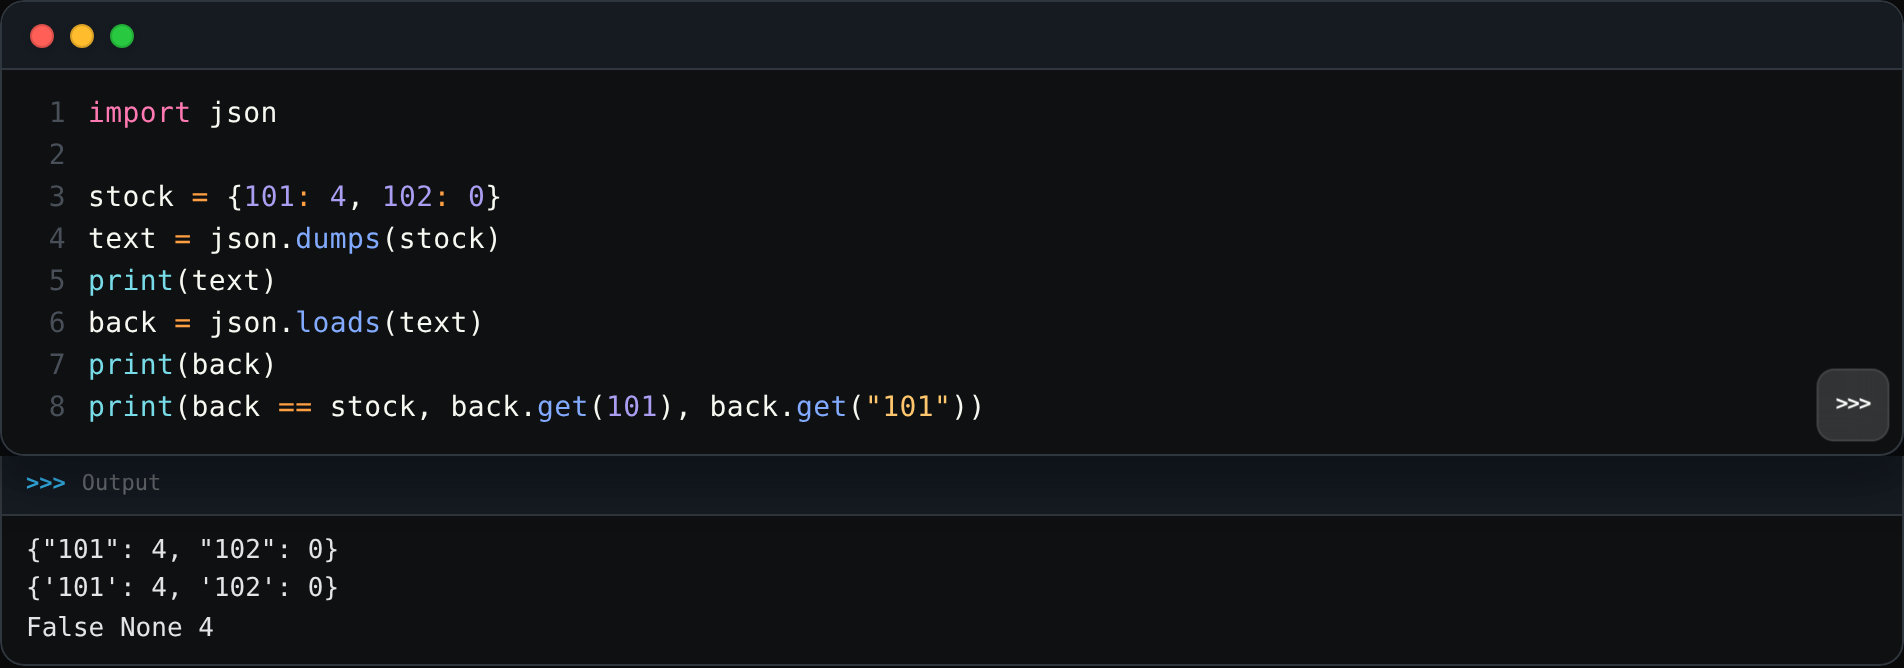 1 import json
2
3 stock = {101: 4, 102: 0}
4 text = json.dumps(stock)
5 print(text)
6 back = json.loads(text)
7 print(back)
8 print(back == stock, back.get(101), back.get("101"))
>>>
>>> Output
{"101": 4, "102": 0}
{'101': 4, '102': 0}
False None 4